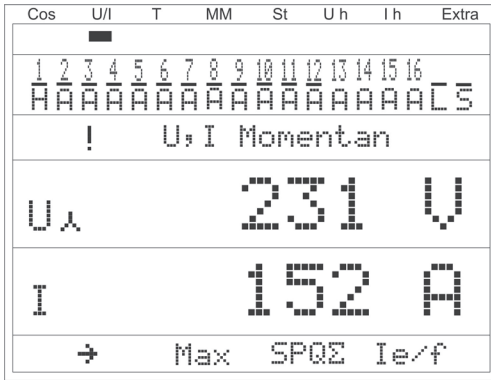 Cos U/I T MM St U h I h Extra
1 2 3 4 5 6 7 8 9 10 11 12 13 14 15 16
A A A A A A A A A A A A A A A A L S
! U,I Momentan
U⅄ 231 V
I 152 A
→ Max SPQΣ Ie/f